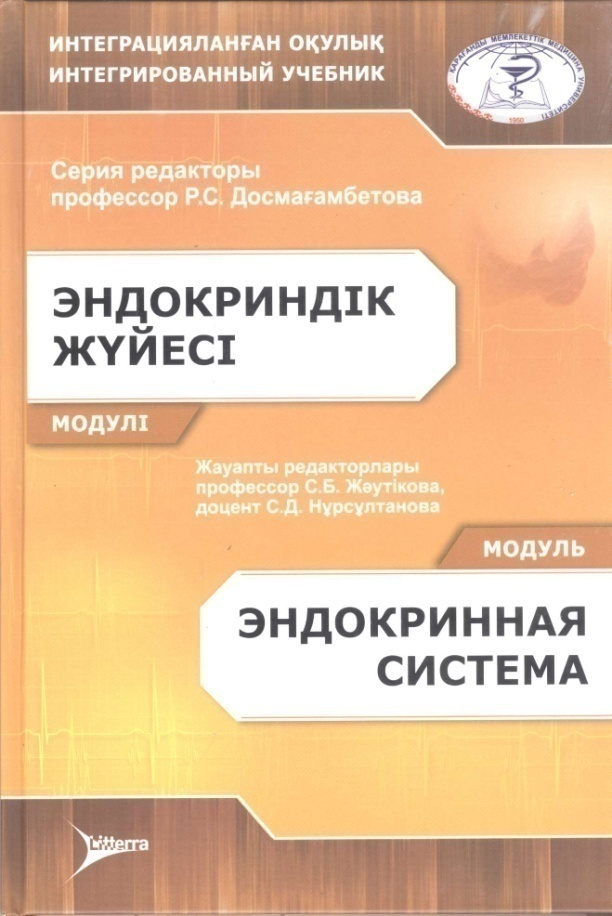 ИНТЕГРАЦИЯЛАНҒАН ОҚУЛЫҚ
ИНТЕГРИРОВАННЫЙ УЧЕБНИК
ҚАРАҒАНДЫ МЕМЛЕКЕТТІК МЕДИЦИНА УНИВЕРСИТЕТІ
1950
Серия редакторы
профессор Р.С. Досмағамбетова
ЭНДОКРИНДІК
ЖҮЙЕСІ
МОДУЛІ
Жауапты редакторлары
профессор С.Б. Жәутікова,
доцент С.Д. Нұрсұлтанова
МОДУЛЬ
ЭНДОКРИННАЯ
СИСТЕМА
Litterra